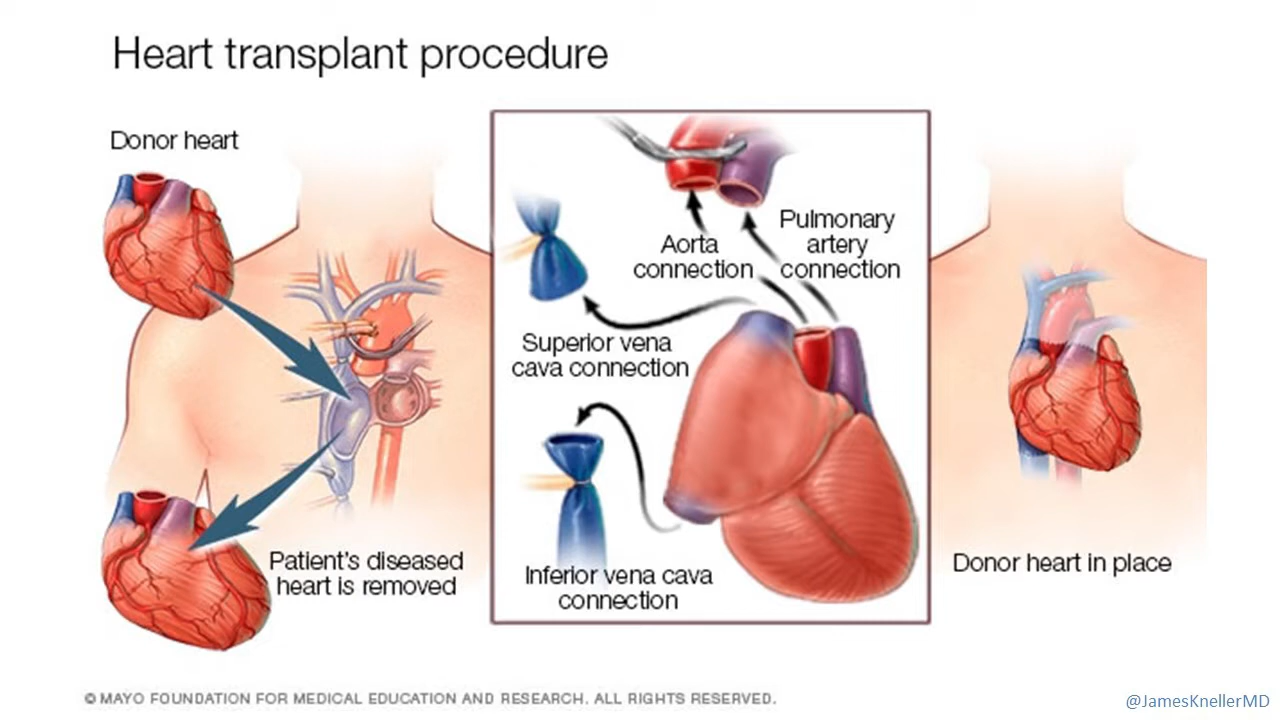 Heart transplant procedure
Donor heart
Patient's diseased
heart is removed
Aorta
connection
Pulmonary
artery
connection
Superior vena
cava connection
Inferior vena cava
connection
Donor heart in place
© MAYO FOUNDATION FOR MEDICAL EDUCATION AND RESEARCH. ALL RIGHTS RESERVED.
@JamesKnellerMD